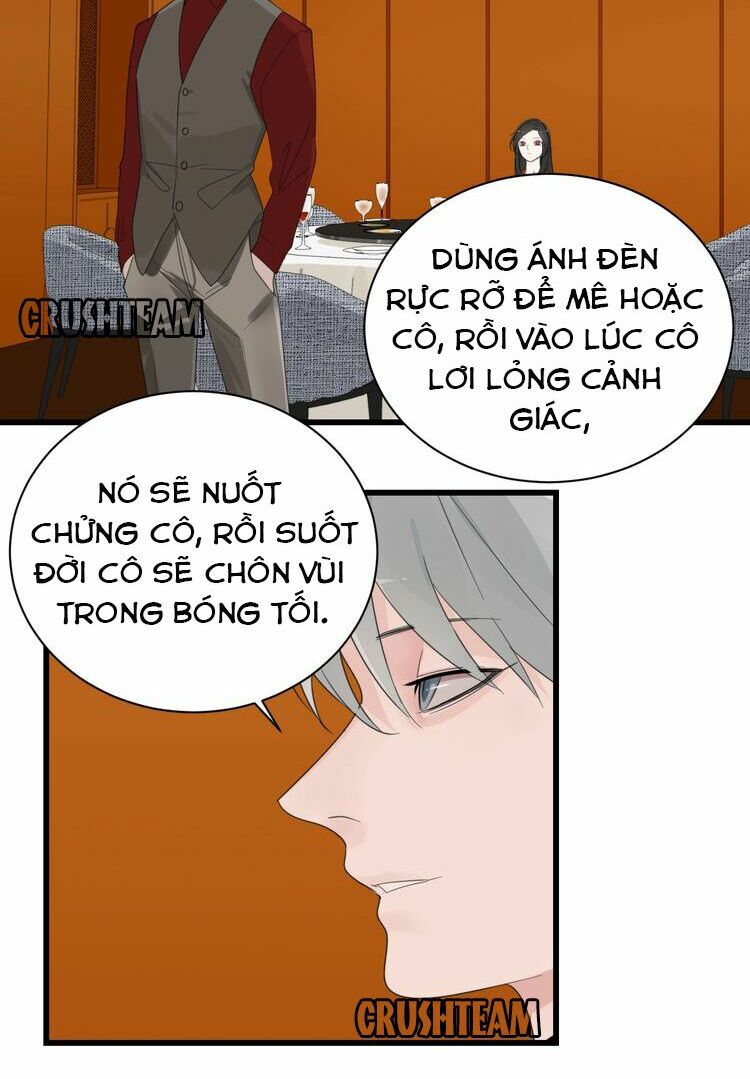 DÙNG ÁNH ĐÈN
RỰC RỠ ĐỂ MÊ HOẶC
CÔ, RỒI VÀO LÚC CÔ
LƠI LỎNG CẢNH
GIÁC,
CRUSHTEAM
NÓ SẼ NUỐT
CHỬNG CÔ, RỒI SUỐT
ĐỜI CÔ SẼ CHÔN VÙI
TRONG BÓNG TỐI.
CRUSHTEAM